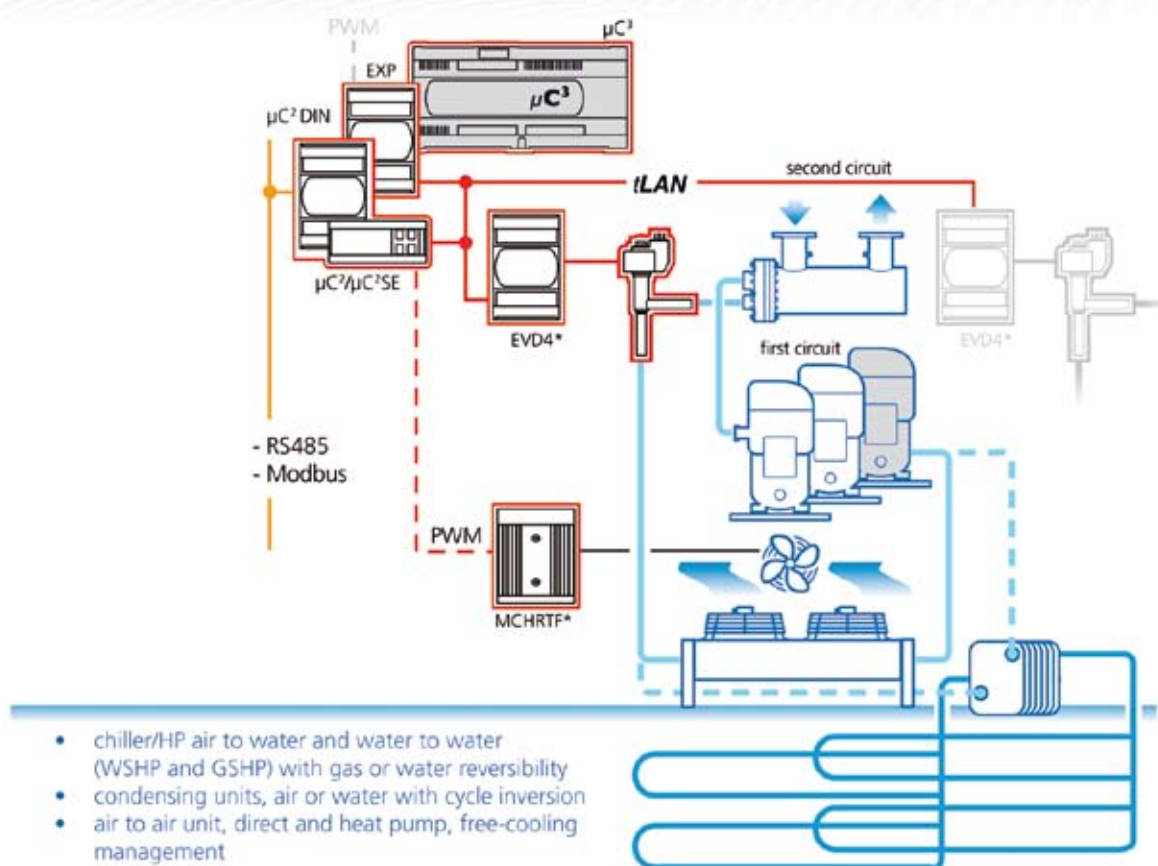 PWM
µC³
EXP
µC³
µC² DIN
tLAN
second circuit
µC²/µC²SE
EVD4*
first circuit
EVD4*
- RS485
- Modbus
PWM
MCHRTF*
• chiller/HP air to water and water to water
(WSHP and GSHP) with gas or water reversibility
• condensing units, air or water with cycle inversion
• air to air unit, direct and heat pump, free-cooling
management